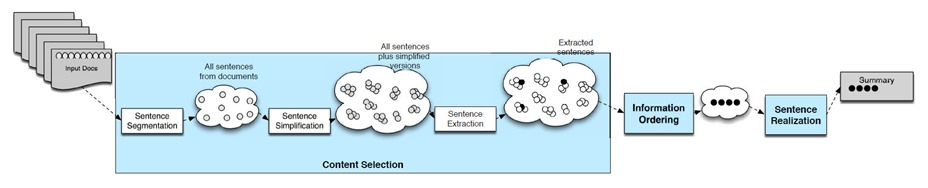 Input Docs
Sentence
Segmentation
All sentences
from documents
Sentence
Simplification
All sentences
plus simplified
versions
Sentence
Extraction
Extracted
sentences
Content Selection
Information
Ordering
Sentence
Realization
Summary